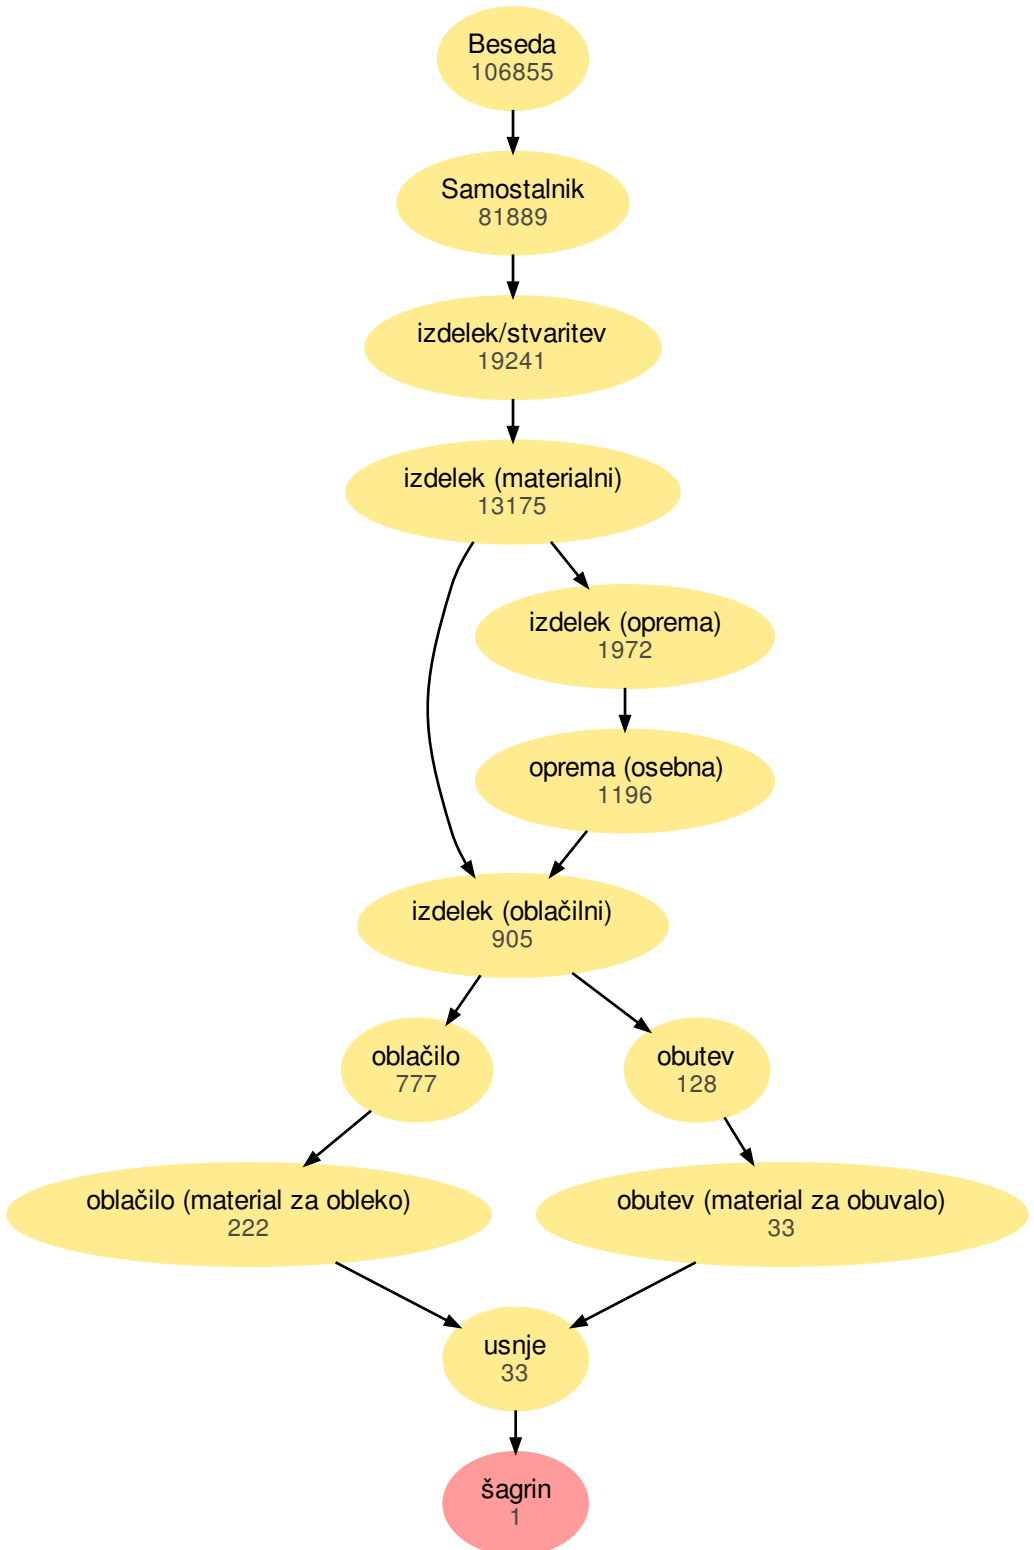 Beseda
106855
Samostalnik
81889
izdelek/stvaritev
19241
izdelek (materialni)
13175
izdelek (oprema)
1972
oprema (osebna)
1196
izdelek (oblačilni)
905
oblačilo
777
obutev
128
oblačilo (material za obleko)
222
obutev (material za obuvalo)
33
usnje
33
šagrin
1